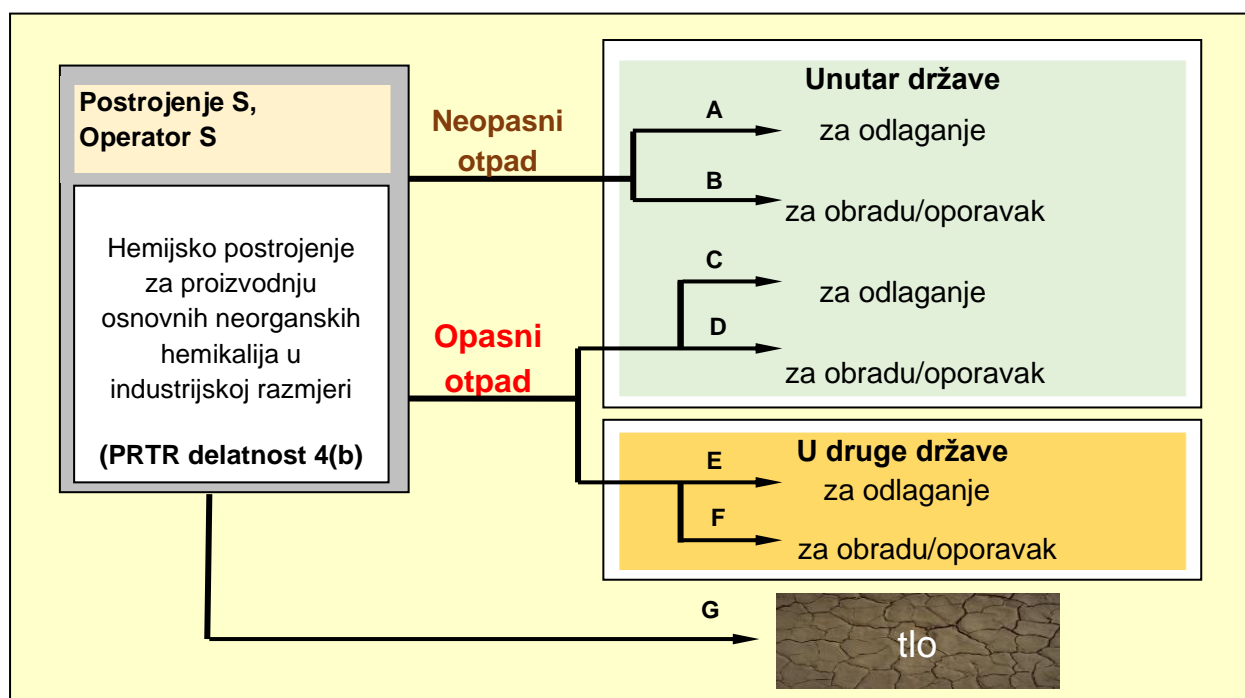 Postrojenje S,
Operator S
Hemijsko postrojenje
za proizvodnju
osnovnih neorganskih
hemikalija u
industrijskoj razmjeri
(PRTR delatnost 4(b)
Neopasni
otpad
Opasni
otpad
Unutar države
A
za odlaganje
B
za obradu/oporavak
C
za odlaganje
D
za obradu/oporavak
U druge države
E
za odlaganje
F
za obradu/oporavak
G
tlo